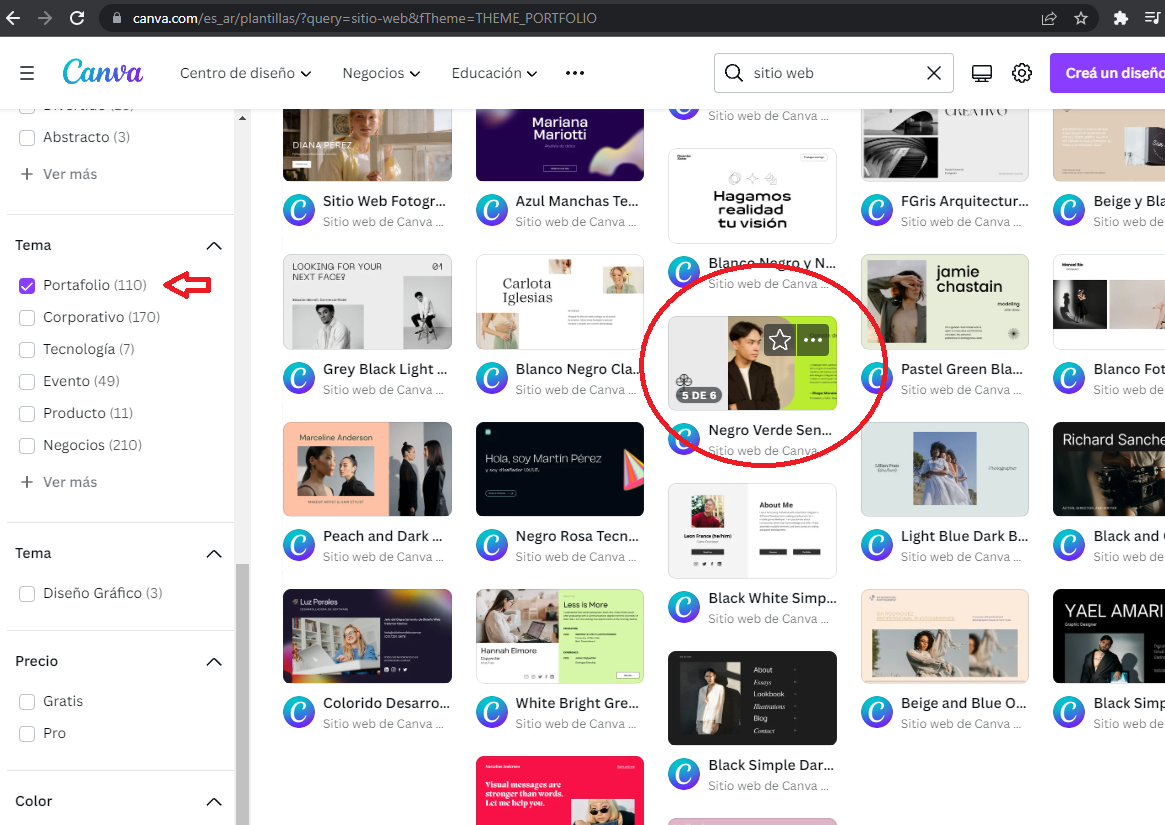 canva.com/es_ar/plantillas/?query=sitio-web&fTheme=THEME_PORTFOLIO
Canva
Centro de diseño
Negocios
Educación
sitio web
Creá un diseño
Abstracto (3)
Ver más
Tema
Portafolio (110)
Corporativo (170)
Tecnología (7)
Evento (49)
Producto (11)
Negocios (210)
Ver más
Tema
Diseño Gráfico (3)
Precio
Gratis
Pro
Color
DIANA PÉREZ
Sitio Web Fotogr...
Sitio web de Canva ...
LOOKING FOR YOUR
NEXT FACE?
01
Grey Black Light ...
Sitio web de Canva ...
Marceline Anderson
Peach and Dark ...
Sitio web de Canva ...
Luz Perales
Colorido Desarro...
Sitio web de Canva ...
Mariana
Mariotti
Azul Manchas Te...
Sitio web de Canva ...
Carlota
Iglesias
Blanco Negro Cla...
Sitio web de Canva ...
Hola, soy Martin Pérez
y soy diseñador UX/UI.
Negro Rosa Tecn...
Sitio web de Canva ...
Less is More
Hannah Elmore
Copywriter
White Bright Gre...
Sitio web de Canva ...
Visual messages are
stronger than words.
Let me help you.
Sitio web de Canva ...
Hagamos
realidad
tu visión
Blanco Negro y N...
Sitio web de Canva ...
5 DE 6
Negro Verde Sen...
Sitio web de Canva ...
About Me
Leon France (he/him)
Black White Simp...
Sitio web de Canva ...
About
Essays
Lookbook
Illustrations
Blog
Contact
Black Simple Dar...
Sitio web de Canva ...
CREATIVO
FGris Arquitectur...
Sitio web de Canva ...
jamie
chastain
modeling
Pastel Green Bla...
Sitio web de Canva ...
Photographer
Light Blue Dark B...
Sitio web de Canva ...
Beige and Blue O...
Sitio web de Canva ...
Beige y Bla
Sitio web de
Manuel Rio
Blanco Fot
Sitio web de
Richard Sanche
Black and
Sitio web de
YAEL AMARI
Graphic Designer
Black Simp
Sitio web de